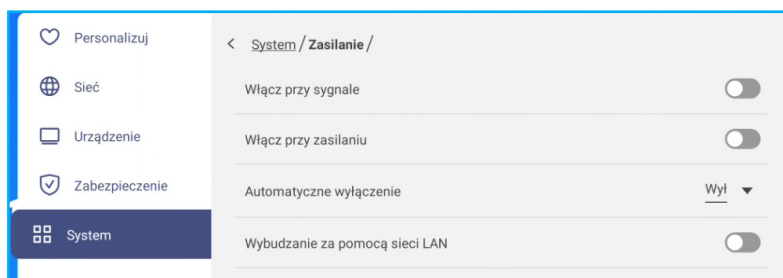 Personalizuj
Sieć
Urządzenie
Zabezpieczenie
System
< System / Zasilanie /
Włącz przy sygnale
Włącz przy zasilaniu
Automatyczne wyłączenie Wył
Wybudzanie za pomocą sieci LAN